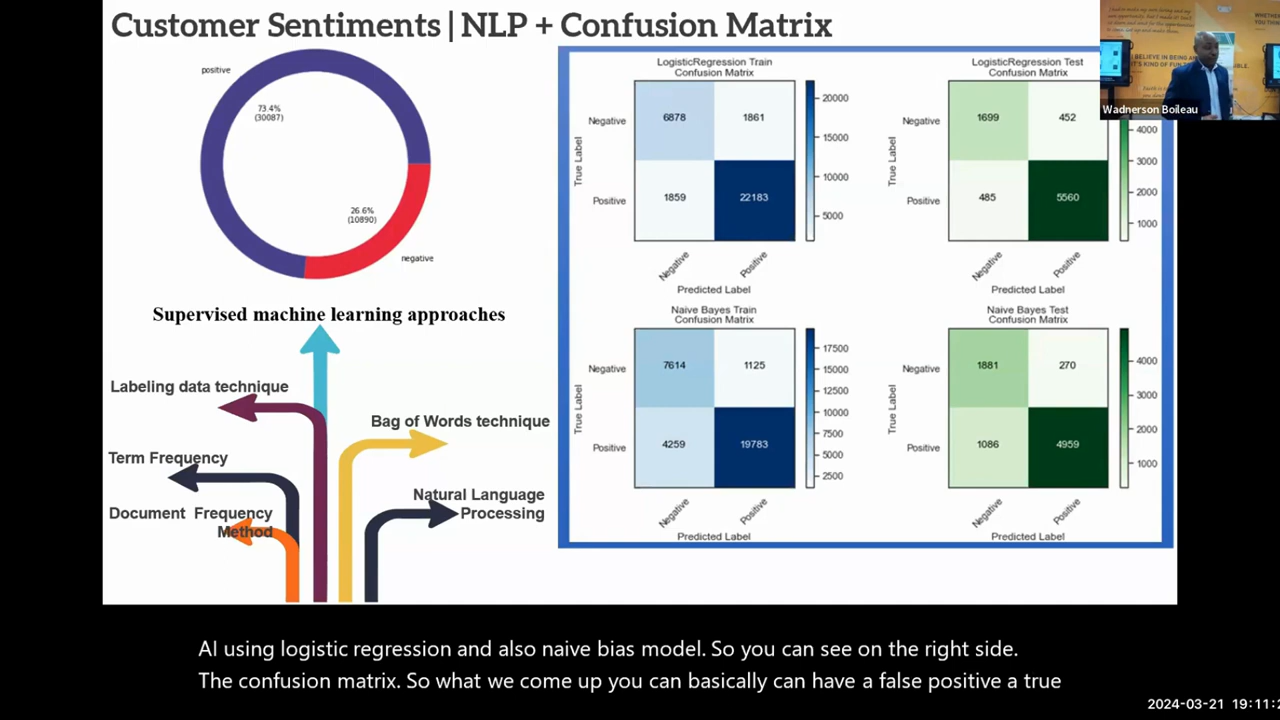 Customer Sentiments | NLP + Confusion Matrix
positive
73.4%
(30087)
26.6%
(10890)
negative
Supervised machine learning approaches
Labeling data technique
Bag of Words technique
Term Frequency
Natural Language
Processing
Document Frequency
Method
LogisticRegression Train
Confusion Matrix
True Label
Negative
Positive
6878
1861
1859
22183
20000
15000
10000
5000
Negative
Positive
Predicted Label
LogisticRegression Test
Confusion Matrix
True Label
Negative
Positive
1699
452
485
5560
4000
3000
2000
1000
Negative
Positive
Predicted Label
Naive Bayes Train
Confusion Matrix
True Label
Negative
Positive
7614
1125
4259
19783
17500
15000
12500
10000
7500
5000
2500
Negative
Positive
Predicted Label
Naive Bayes Test
Confusion Matrix
True Label
Negative
Positive
1881
270
1086
4959
4000
3000
2000
1000
Negative
Positive
Predicted Label
Wadnerson Boileau
AI using logistic regression and also naive bias model. So you can see on the right side.
The confusion matrix. So what we come up you can basically can have a false positive a true
2024-03-21 19:11:2